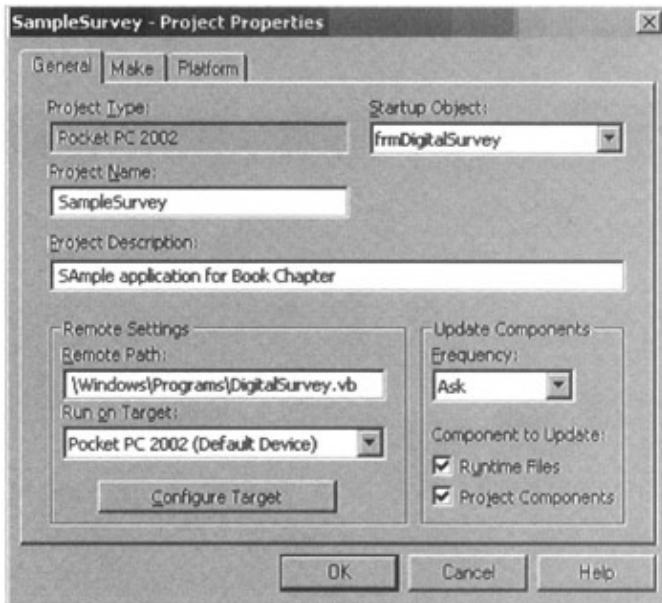 SampleSurvey - Project Properties
General Make Platform
Project Type:
Pocket PC 2002
Startup Object:
frmDigitalSurvey
Project Name:
SampleSurvey
Project Description:
SAmple application for Book Chapter
Remote Settings
Remote Path:
\Windows\Programs\DigitalSurvey.vb
Run on Target:
Pocket PC 2002 (Default Device)
Configure Target
Update Components
Frequency:
Ask
Component to Update:
Runtime Files
Project Components
OK Cancel Help